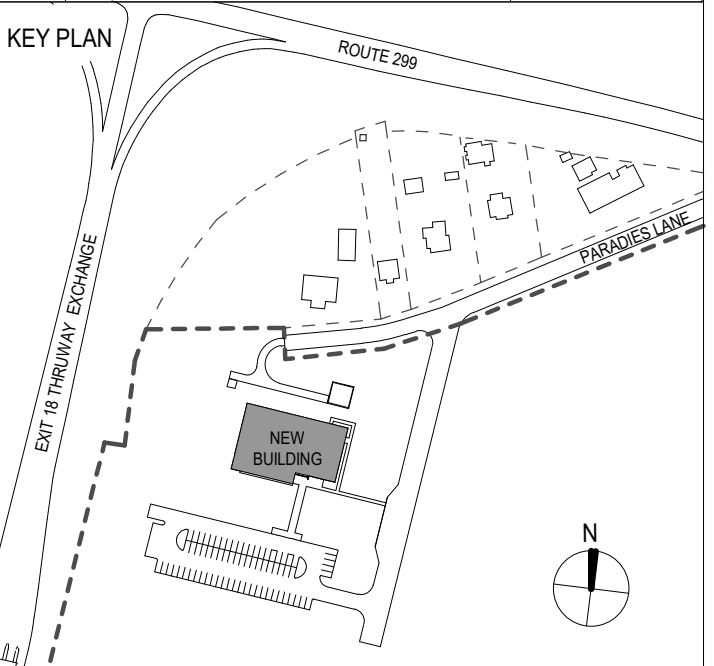 KEY PLAN
ROUTE 299
PARADIES LANE
EXIT 18 THRUWAY EXCHANGE
NEW
BUILDING
N